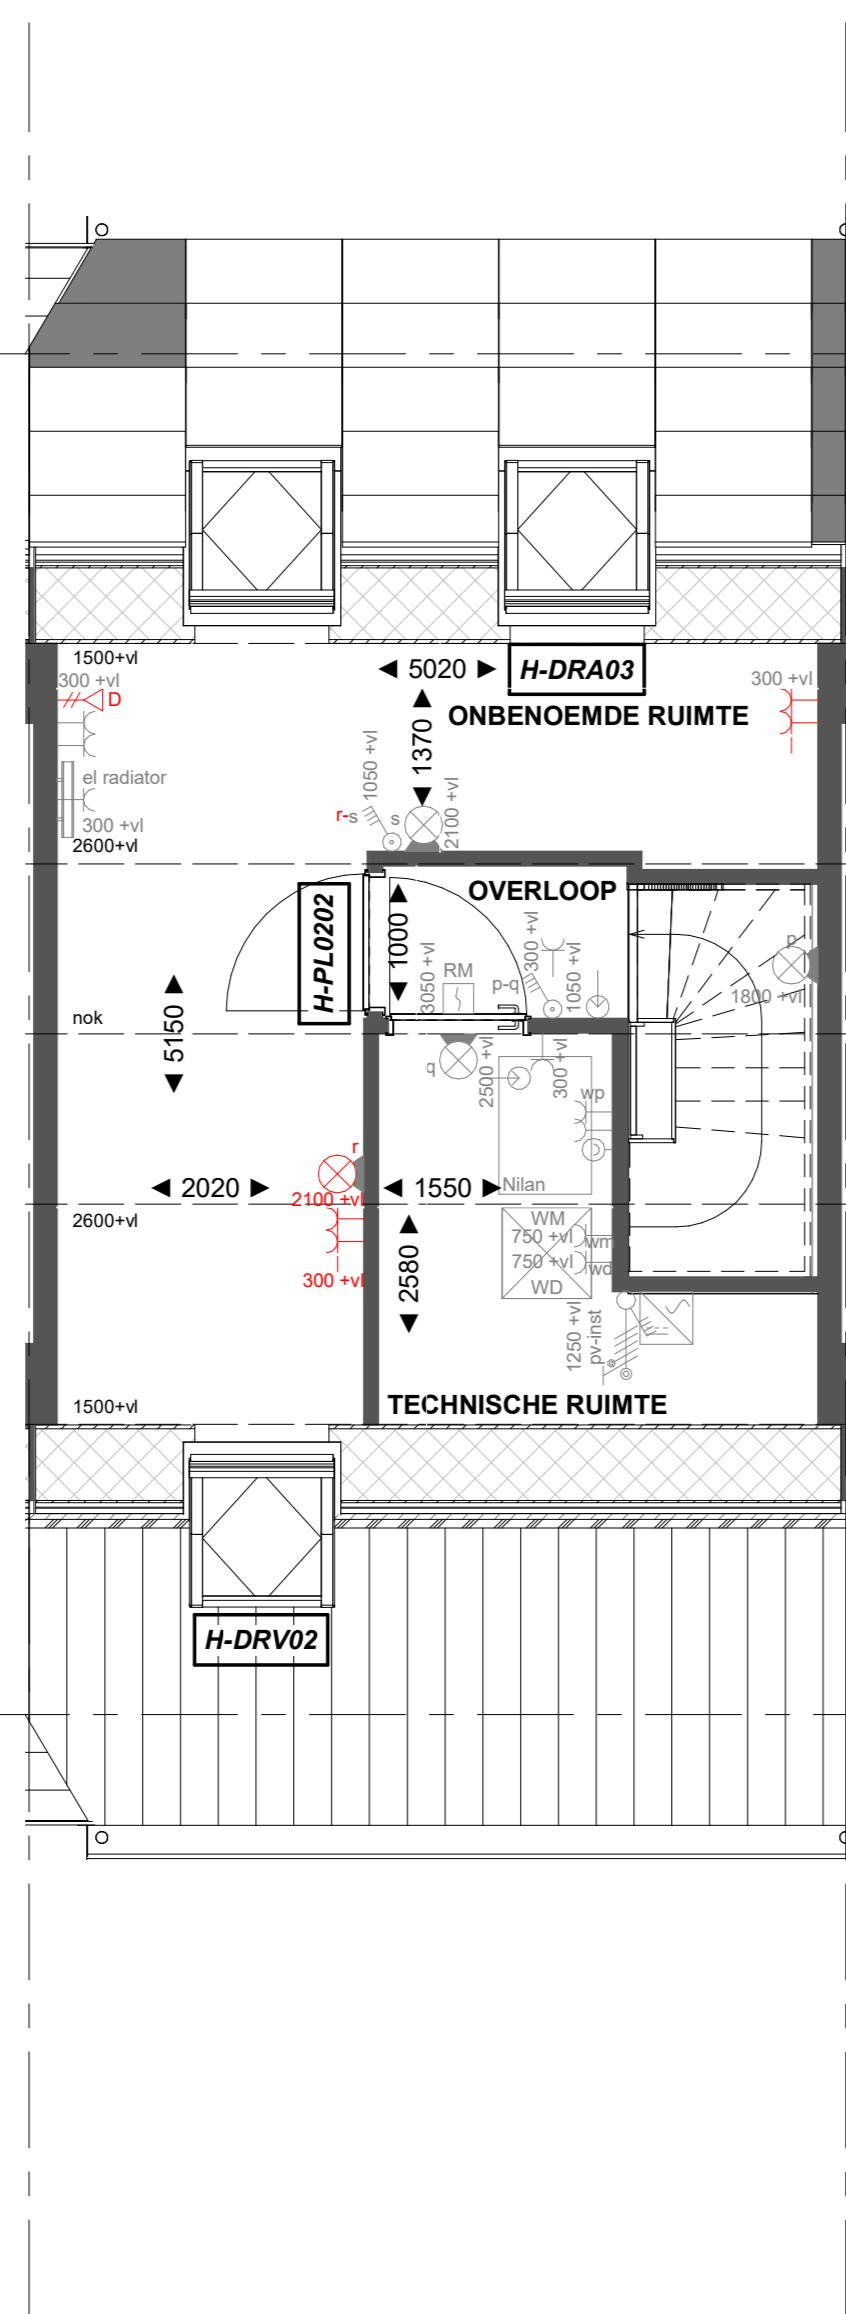 1500+vl
300 +vl
D
el radiator
300 +vl
2600+vl
5020
H-DRA03
300 +vl
ONBENOEMDE RUIMTE
1370
1050 +vl
r-s
s
2100 +vl
OVERLOOP
H-PL0202
1000
3050 +vl
RM
p-q
300 +vl
1050 +vl
p
1800 +vl
nok
5150
q
2500 +vl
300 +vl
wp
Nilan
r
2100 +vl
2020
1550
2600+vl
300 +vl
2580
WM
750 +vl
wm
750 +vl
wd
WD
1250 +vl
pv-inst
1500+vl
TECHNISCHE RUIMTE
H-DRV02